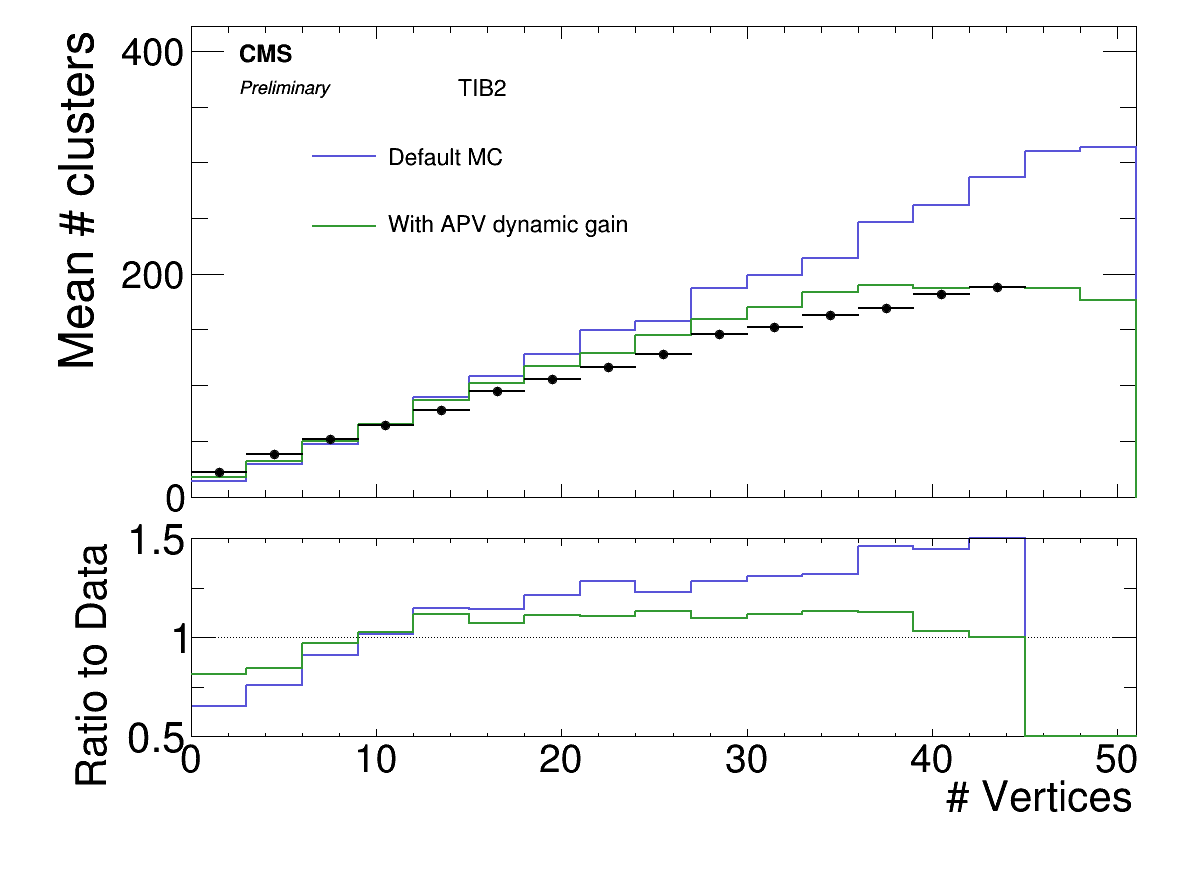 Mean # clusters
400
200
0
CMS
Preliminary
TIB2
Default MC
With APV dynamic gain
Ratio to Data
1.5
1
0.5
0 10 20 30 40 50
# Vertices